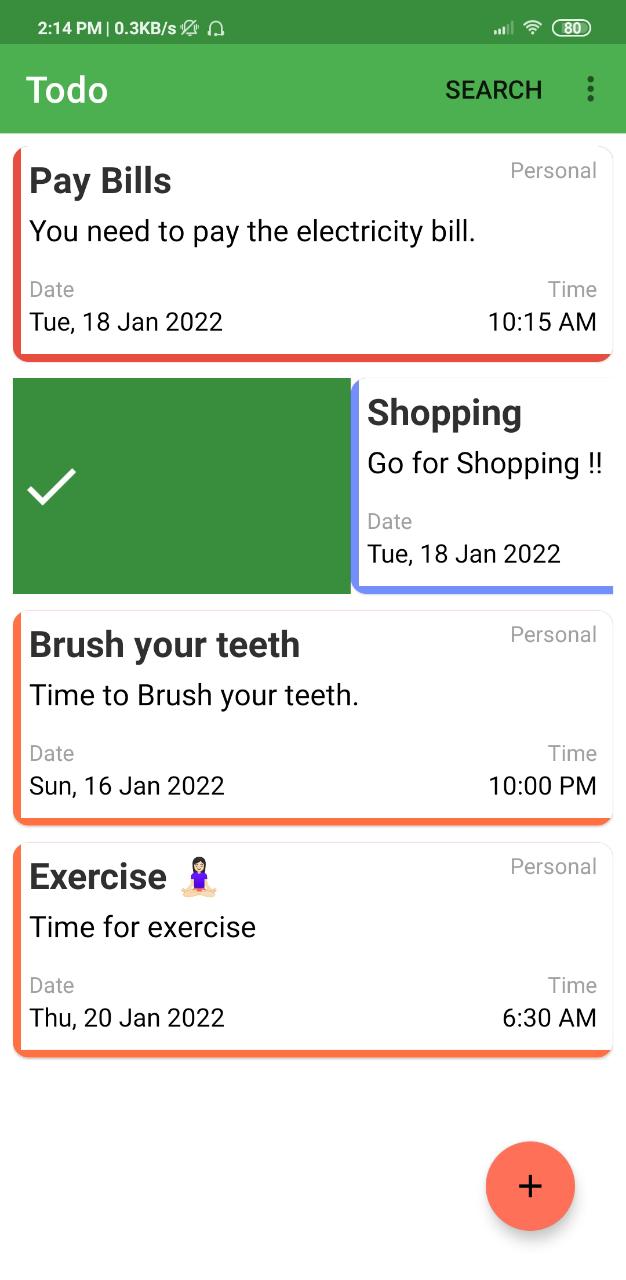 2:14 PM | 0.3KB/s 80
Todo SEARCH
Pay Bills Personal
You need to pay the electricity bill.
Date Time
Tue, 18 Jan 2022 10:15 AM
Shopping
Go for Shopping !!
Date
Tue, 18 Jan 2022
Brush your teeth Personal
Time to Brush your teeth.
Date Time
Sun, 16 Jan 2022 10:00 PM
Exercise 🧘🏻‍♀️ Personal
Time for exercise
Date Time
Thu, 20 Jan 2022 6:30 AM
+